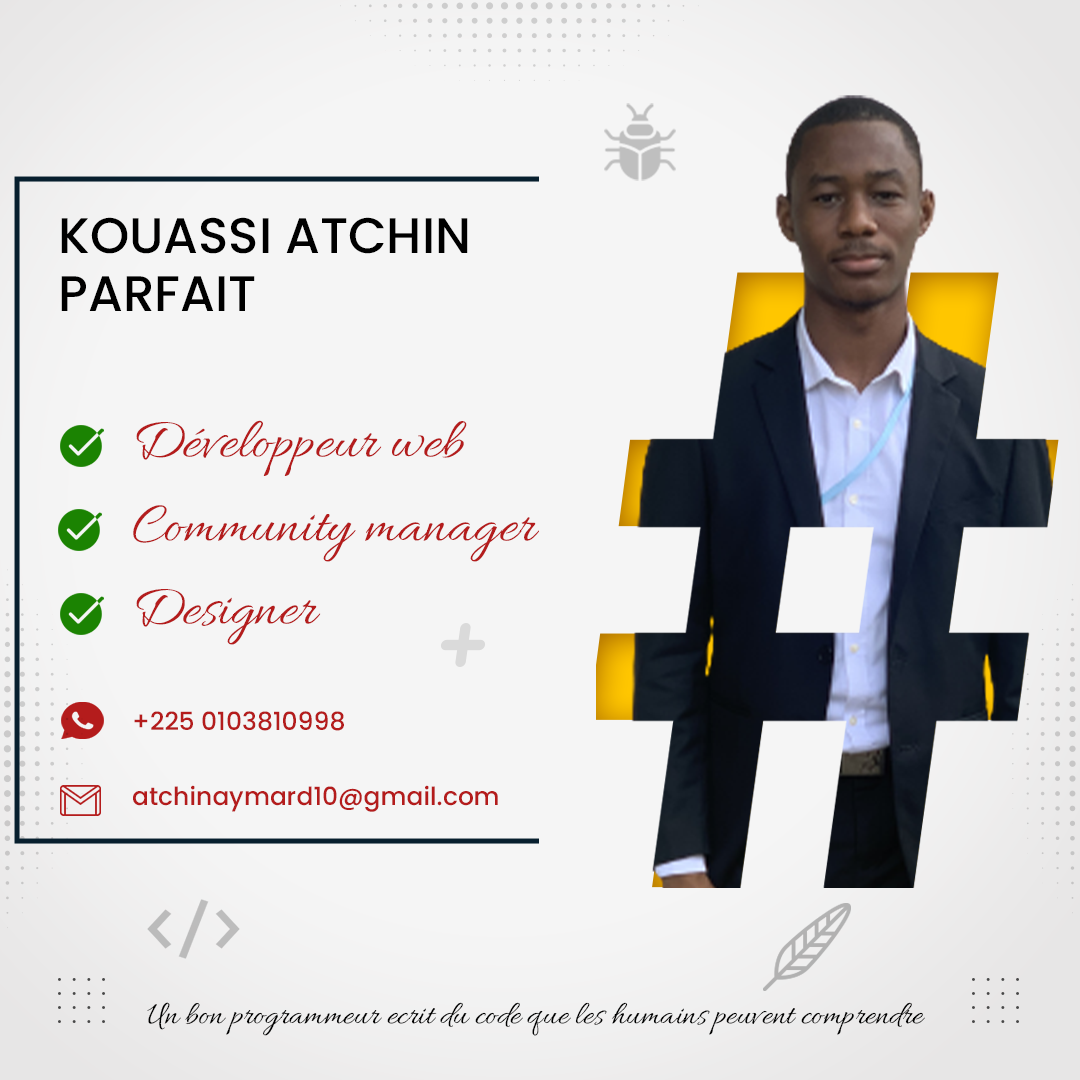 KOUASSI ATCHIN
PARFAIT
Développeur web
Community manager
Designer
+225 0103810998
atchinaymard10@gmail.com
Un bon programmeur ecrit du code que les humains peuvent comprendre